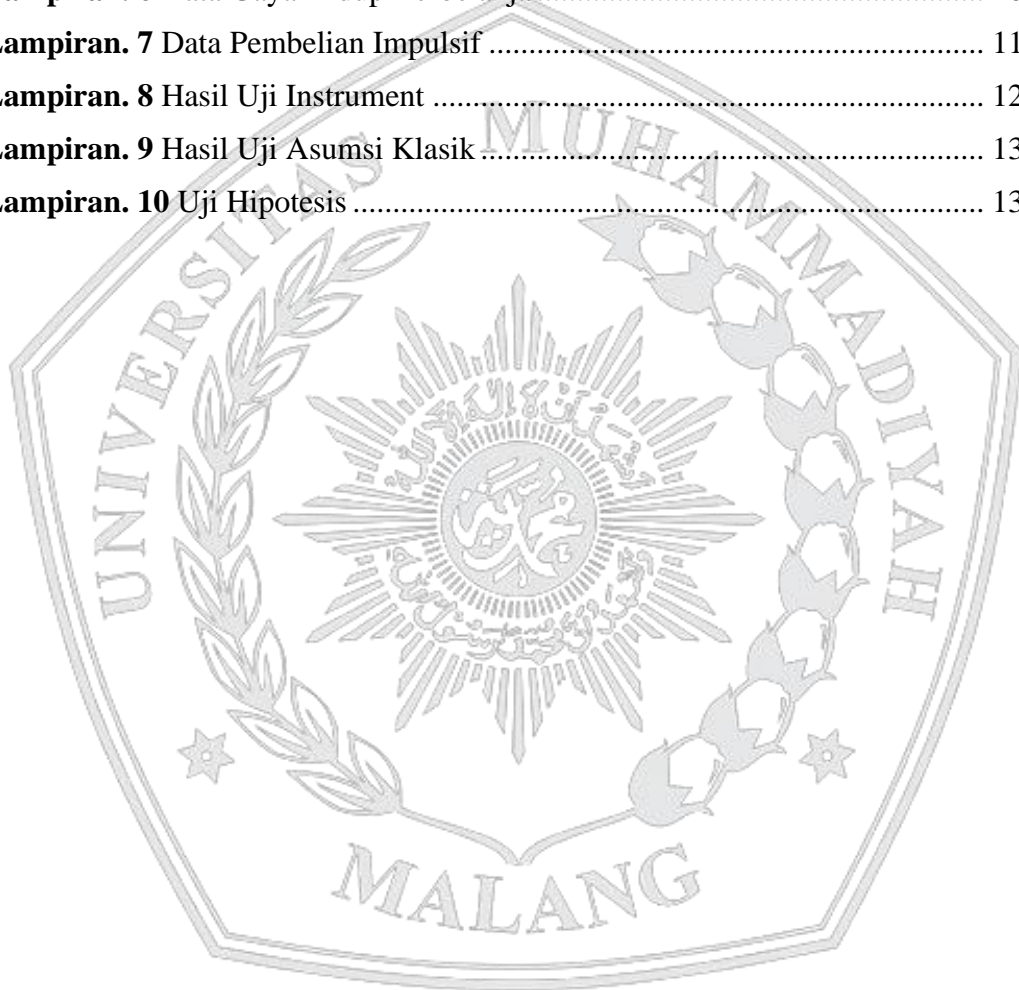 Lampiran. 7 Data Pembelian Impulsif ................................................................ 11
Lampiran. 8 Hasil Uji Instrument ....................................................................... 12
Lampiran. 9 Hasil Uji Asumsi Klasik ................................................................. 13
Lampiran. 10 Uji Hipotesis ................................................................................. 13
UNIVERSITAS MUHAMMADIYAH
MALANG